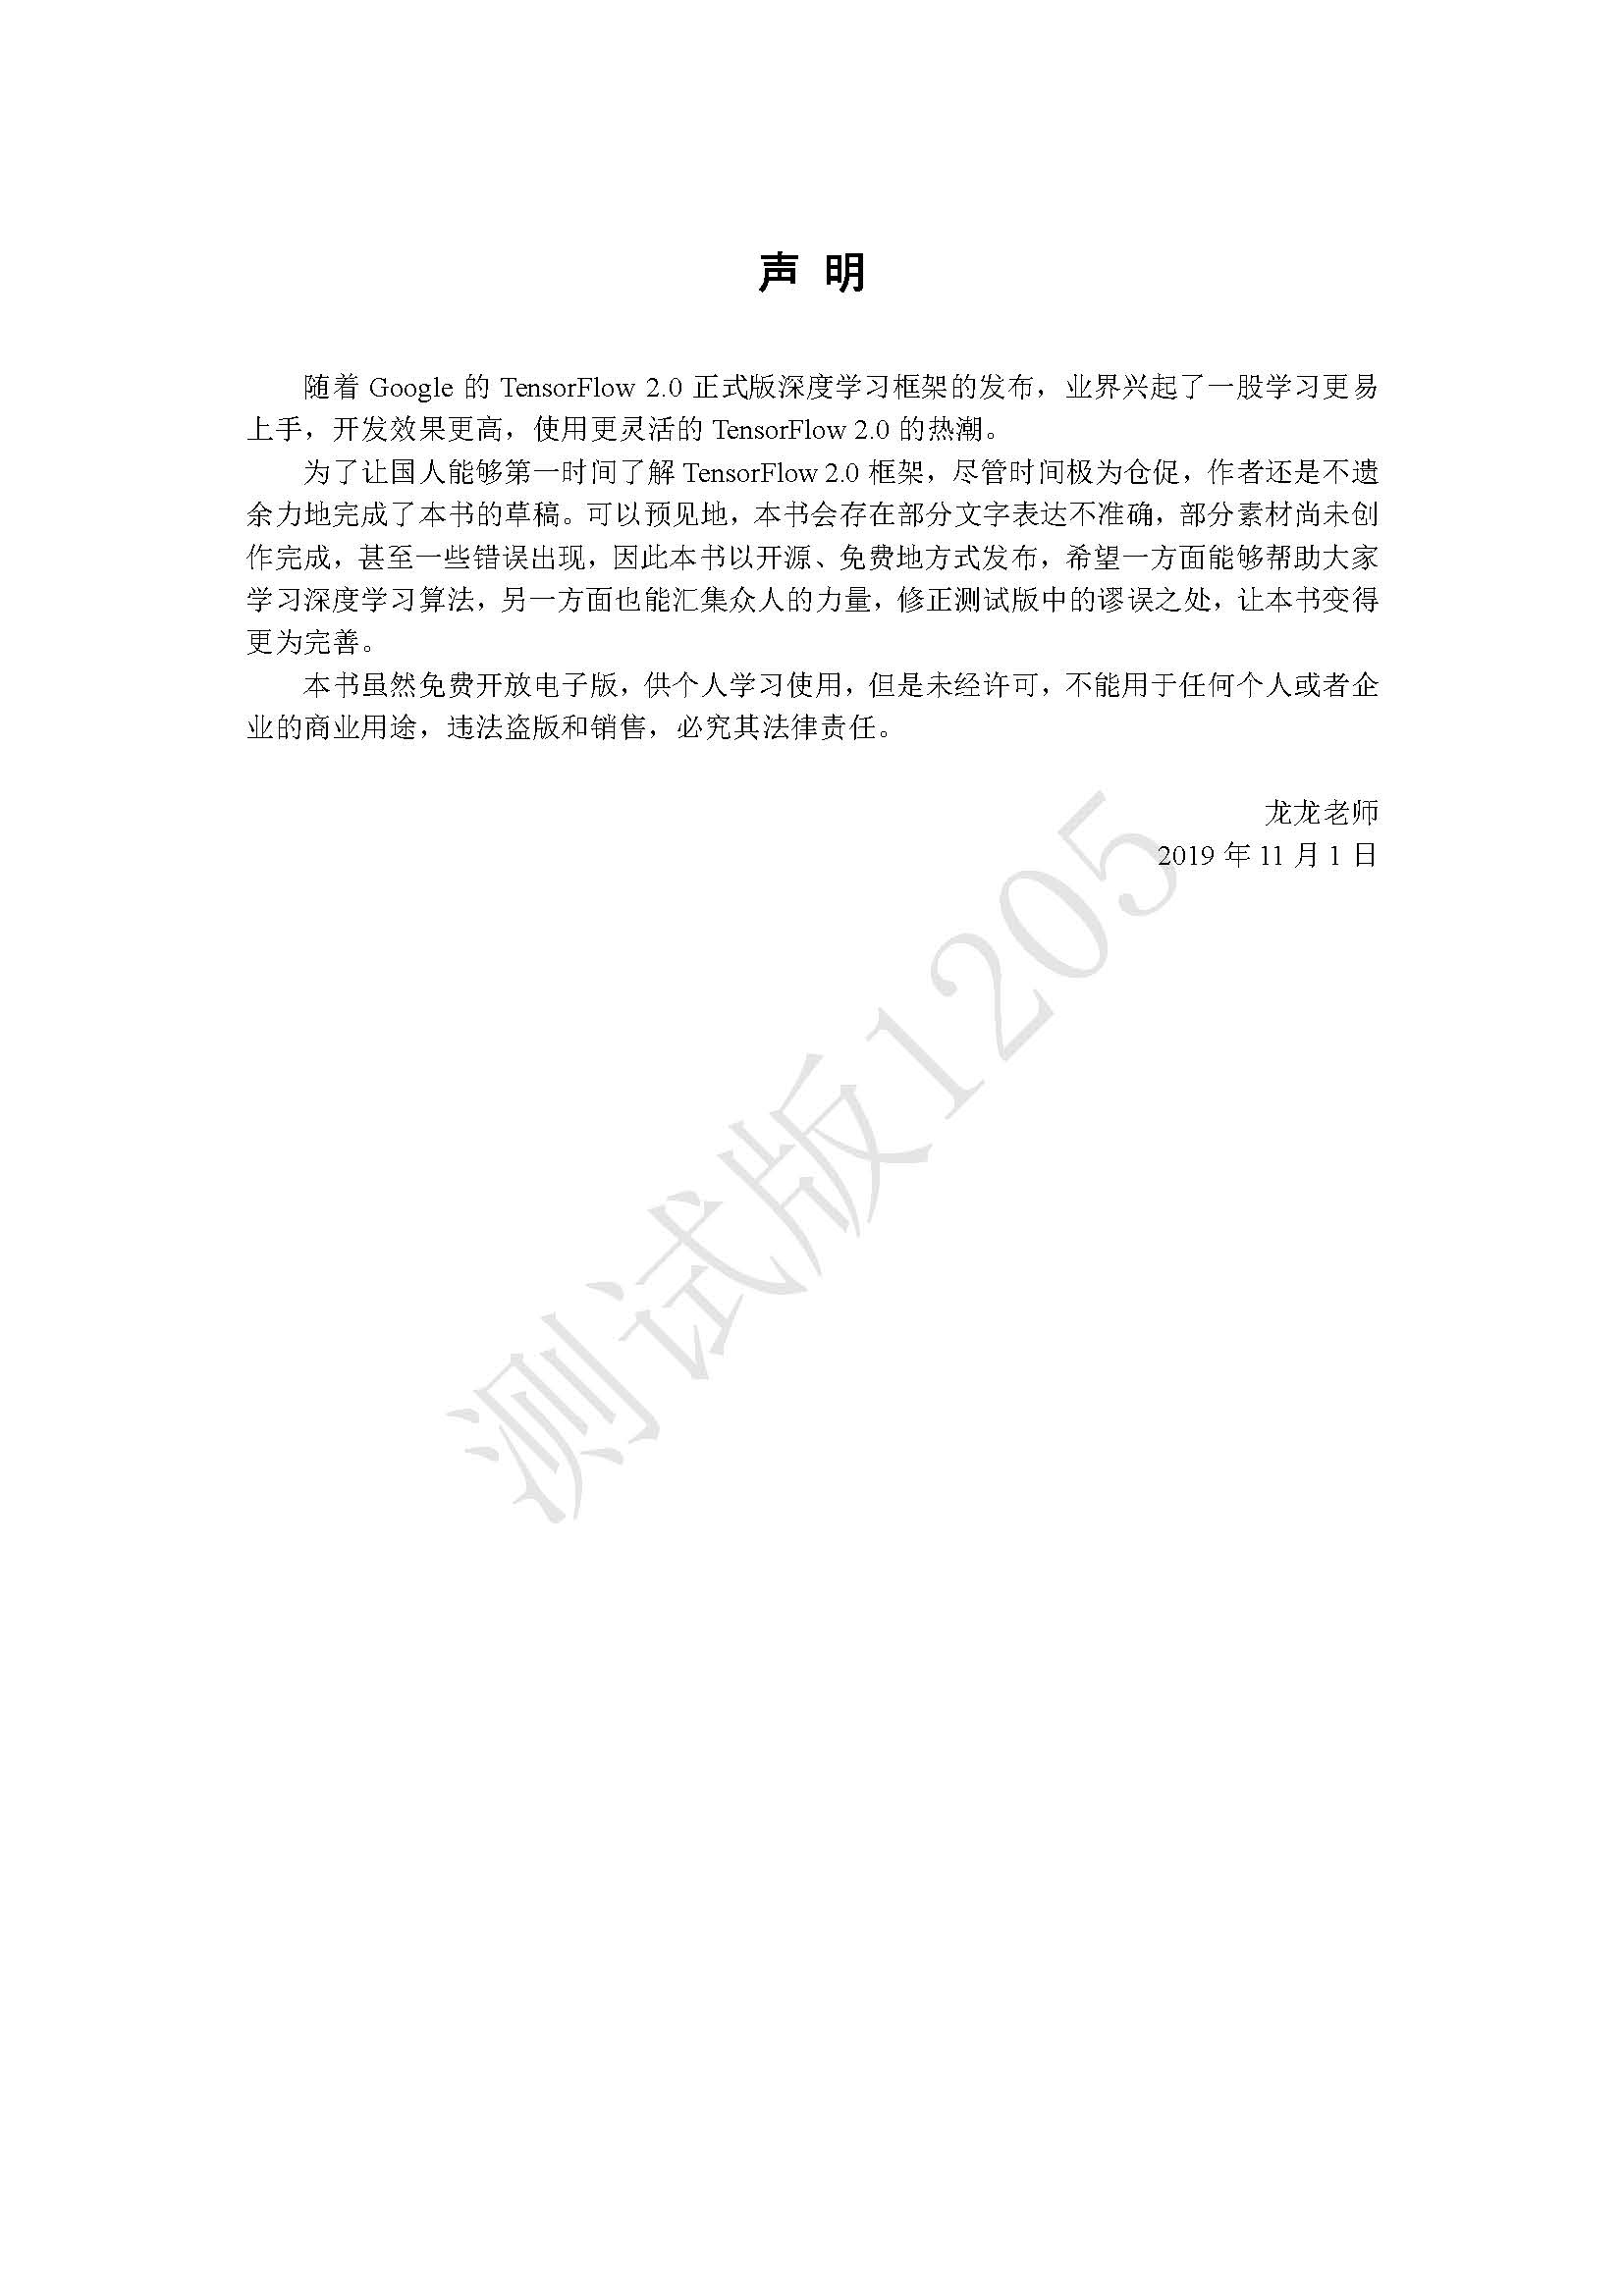 声 明
随着 Google 的 TensorFlow 2.0 正式版深度学习框架的发布，业界兴起了一股学习更易
上手，开发效果更高，使用更灵活的 TensorFlow 2.0 的热潮。
为了让国人能够第一时间了解 TensorFlow 2.0 框架，尽管时间极为仓促，作者还是不遗
余力地完成了本书的草稿。可以预见地，本书会存在部分文字表达不准确，部分素材尚未创
作完成，甚至一些错误出现，因此本书以开源、免费地方式发布，希望一方面能够帮助大家
学习深度学习算法，另一方面也能汇集众人的力量，修正测试版中的谬误之处，让本书变得
更为完善。
本书虽然免费开放电子版，供个人学习使用，但是未经许可，不能用于任何个人或者企
业的商业用途，违法盗版和销售，必究其法律责任。
龙龙老师
2019 年 11 月 1 日
测试版1205